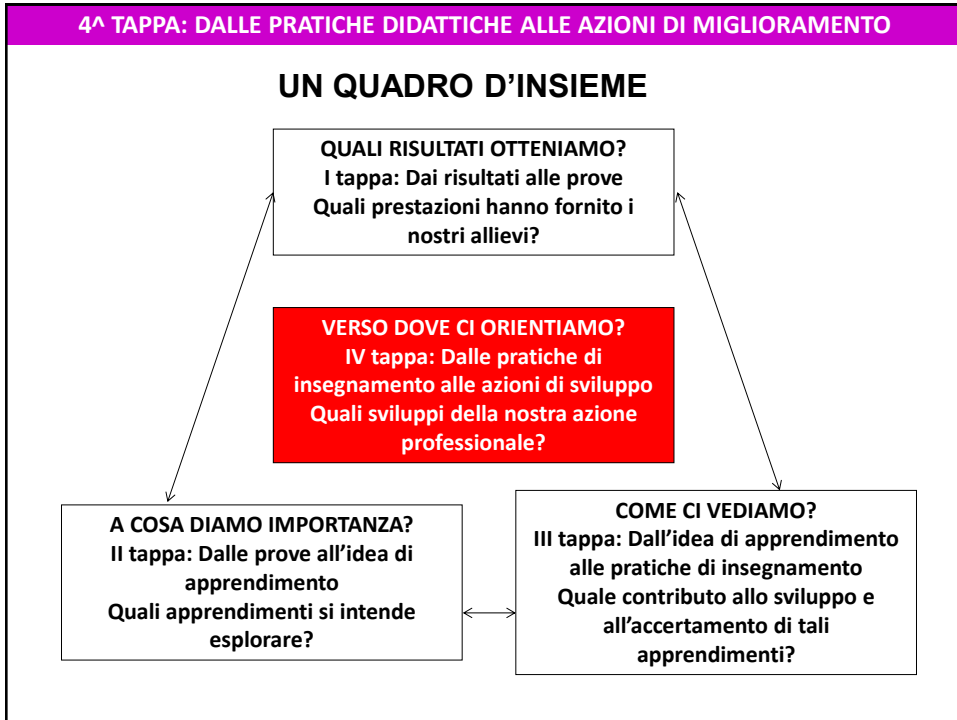 4^ TAPPA: DALLE PRATICHE DIDATTICHE ALLE AZIONI DI MIGLIORAMENTO
UN QUADRO D’INSIEME
QUALI RISULTATI OTTENIAMO?
I tappa: Dai risultati alle prove
Quali prestazioni hanno fornito i
nostri allievi?
VERSO DOVE CI ORIENTIAMO?
IV tappa: Dalle pratiche di
insegnamento alle azioni di sviluppo
Quali sviluppi della nostra azione
professionale?
A COSA DIAMO IMPORTANZA?
II tappa: Dalle prove all’idea di
apprendimento
Quali apprendimenti si intende
esplorare?
COME CI VEDIAMO?
III tappa: Dall’idea di apprendimento
alle pratiche di insegnamento
Quale contributo allo sviluppo e
all’accertamento di tali
apprendimenti?